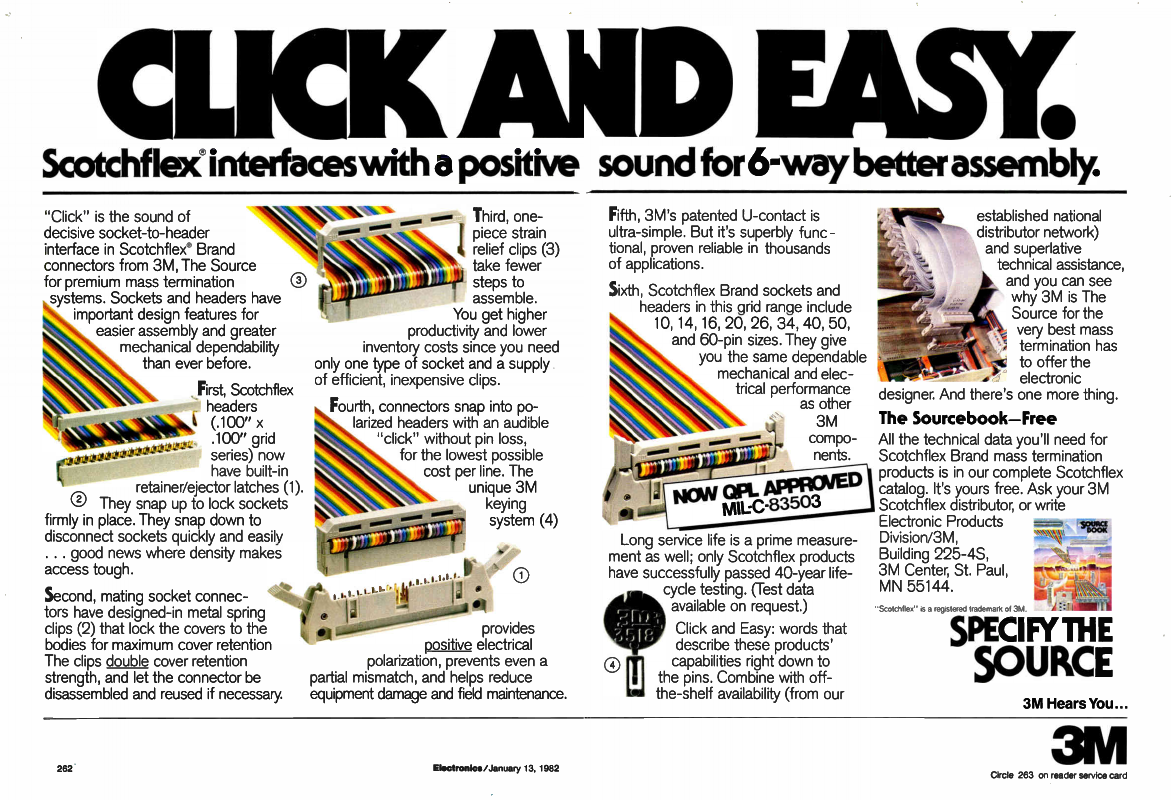 CLICK AND EASY.
Scotchflex® interfaces with a positive sound for 6-way better assembly.
"Click" is the sound of
decisive socket-to-header
interface in Scotchflex® Brand
connectors from 3M, The Source
for premium mass termination
systems. Sockets and headers have
important design features for
easier assembly and greater
mechanical dependability
than ever before.
First, Scotchflex
headers
(.100" x
.100" grid
series) now
have built-in
retainer/ejector latches (1).
②
They snap up to lock sockets
firmly in place. They snap down to
disconnect sockets quickly and easily
. . . good news where density makes
access tough.
Second, mating socket connec-
tors have designed-in metal spring
clips (2) that lock the covers to the
bodies for maximum cover retention
The clips double cover retention
strength, and let the connector be
disassembled and reused if necessary.
③
Third, one-
piece strain
relief clips (3)
take fewer
steps to
assemble.
You get higher
productivity and lower
inventory costs since you need
only one type of socket and a supply
of efficient, inexpensive clips.
Fourth, connectors snap into po-
larized headers with an audible
"click" without pin loss,
for the lowest possible
cost per line. The
unique 3M
keying
system (4)
①
provides
positive electrical
polarization, prevents even a
partial mismatch, and helps reduce
equipment damage and field maintenance.
Fifth, 3M's patented U-contact is
ultra-simple. But it's superbly func-
tional, proven reliable in thousands
of applications.
Sixth, Scotchflex Brand sockets and
headers in this grid range include
10, 14, 16, 20, 26, 34, 40, 50,
and 60-pin sizes. They give
you the same dependable
mechanical and elec-
trical performance
as other
3M
compo-
nents.
NOW QPL APPROVED
MIL-C-83503
Long service life is a prime measure-
ment as well; only Scotchflex products
have successfully passed 40-year life-
cycle testing. (Test data
available on request.)
④
Click and Easy: words that
describe these products'
capabilities right down to
the pins. Combine with off-
the-shelf availability (from our
established national
distributor network)
and superlative
technical assistance,
and you can see
why 3M is The
Source for the
very best mass
termination has
to offer the
electronic
designer. And there's one more thing.
The Sourcebook—Free
All the technical data you'll need for
Scotchflex Brand mass termination
products is in our complete Scotchflex
catalog. It's yours free. Ask your 3M
Scotchflex distributor, or write
Electronic Products
Division/3M,
Building 225-4S,
3M Center, St. Paul,
MN 55144.
SOURCE
BOOK
"Scotchflex" is a registered trademark of 3M.
SPECIFY THE
SOURCE
3M Hears You...
3M
262
Electronics/January 13, 1982
Circle 263 on reader service card